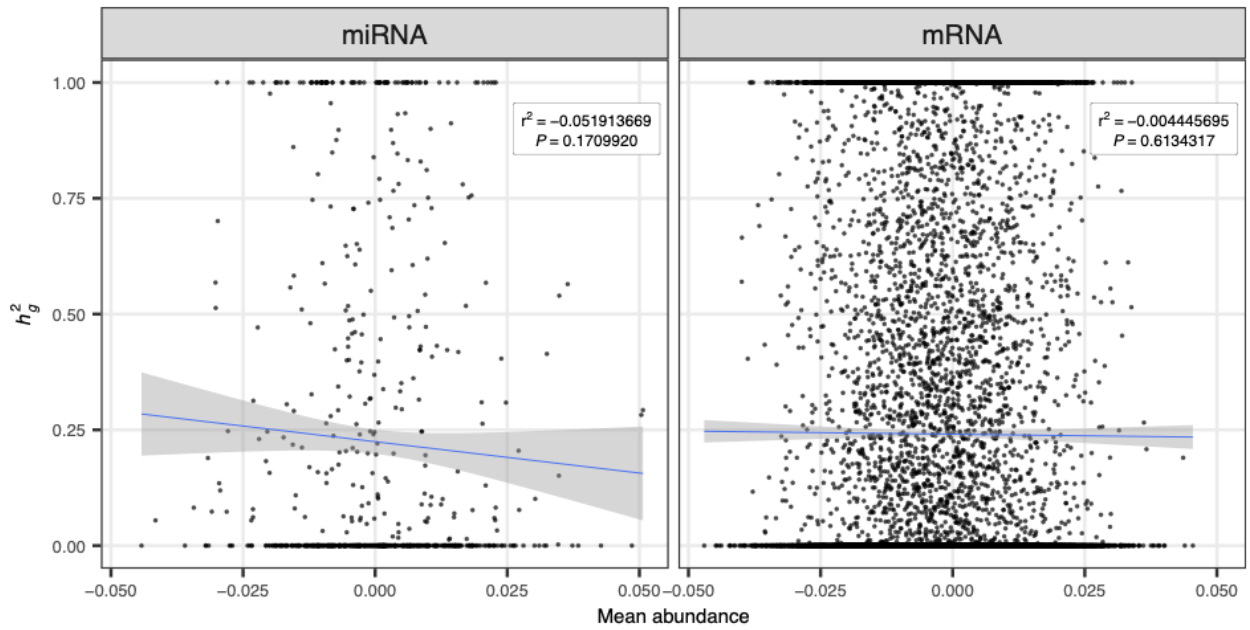 miRNA
mRNA
1.00
0.75
0.50
0.25
0.00
h²g
r² = −0.051913669
P = 0.1709920
r² = −0.004445695
P = 0.6134317
−0.050 −0.025 0.000 0.025 0.050
−0.050 −0.025 0.000 0.025 0.050
Mean abundance